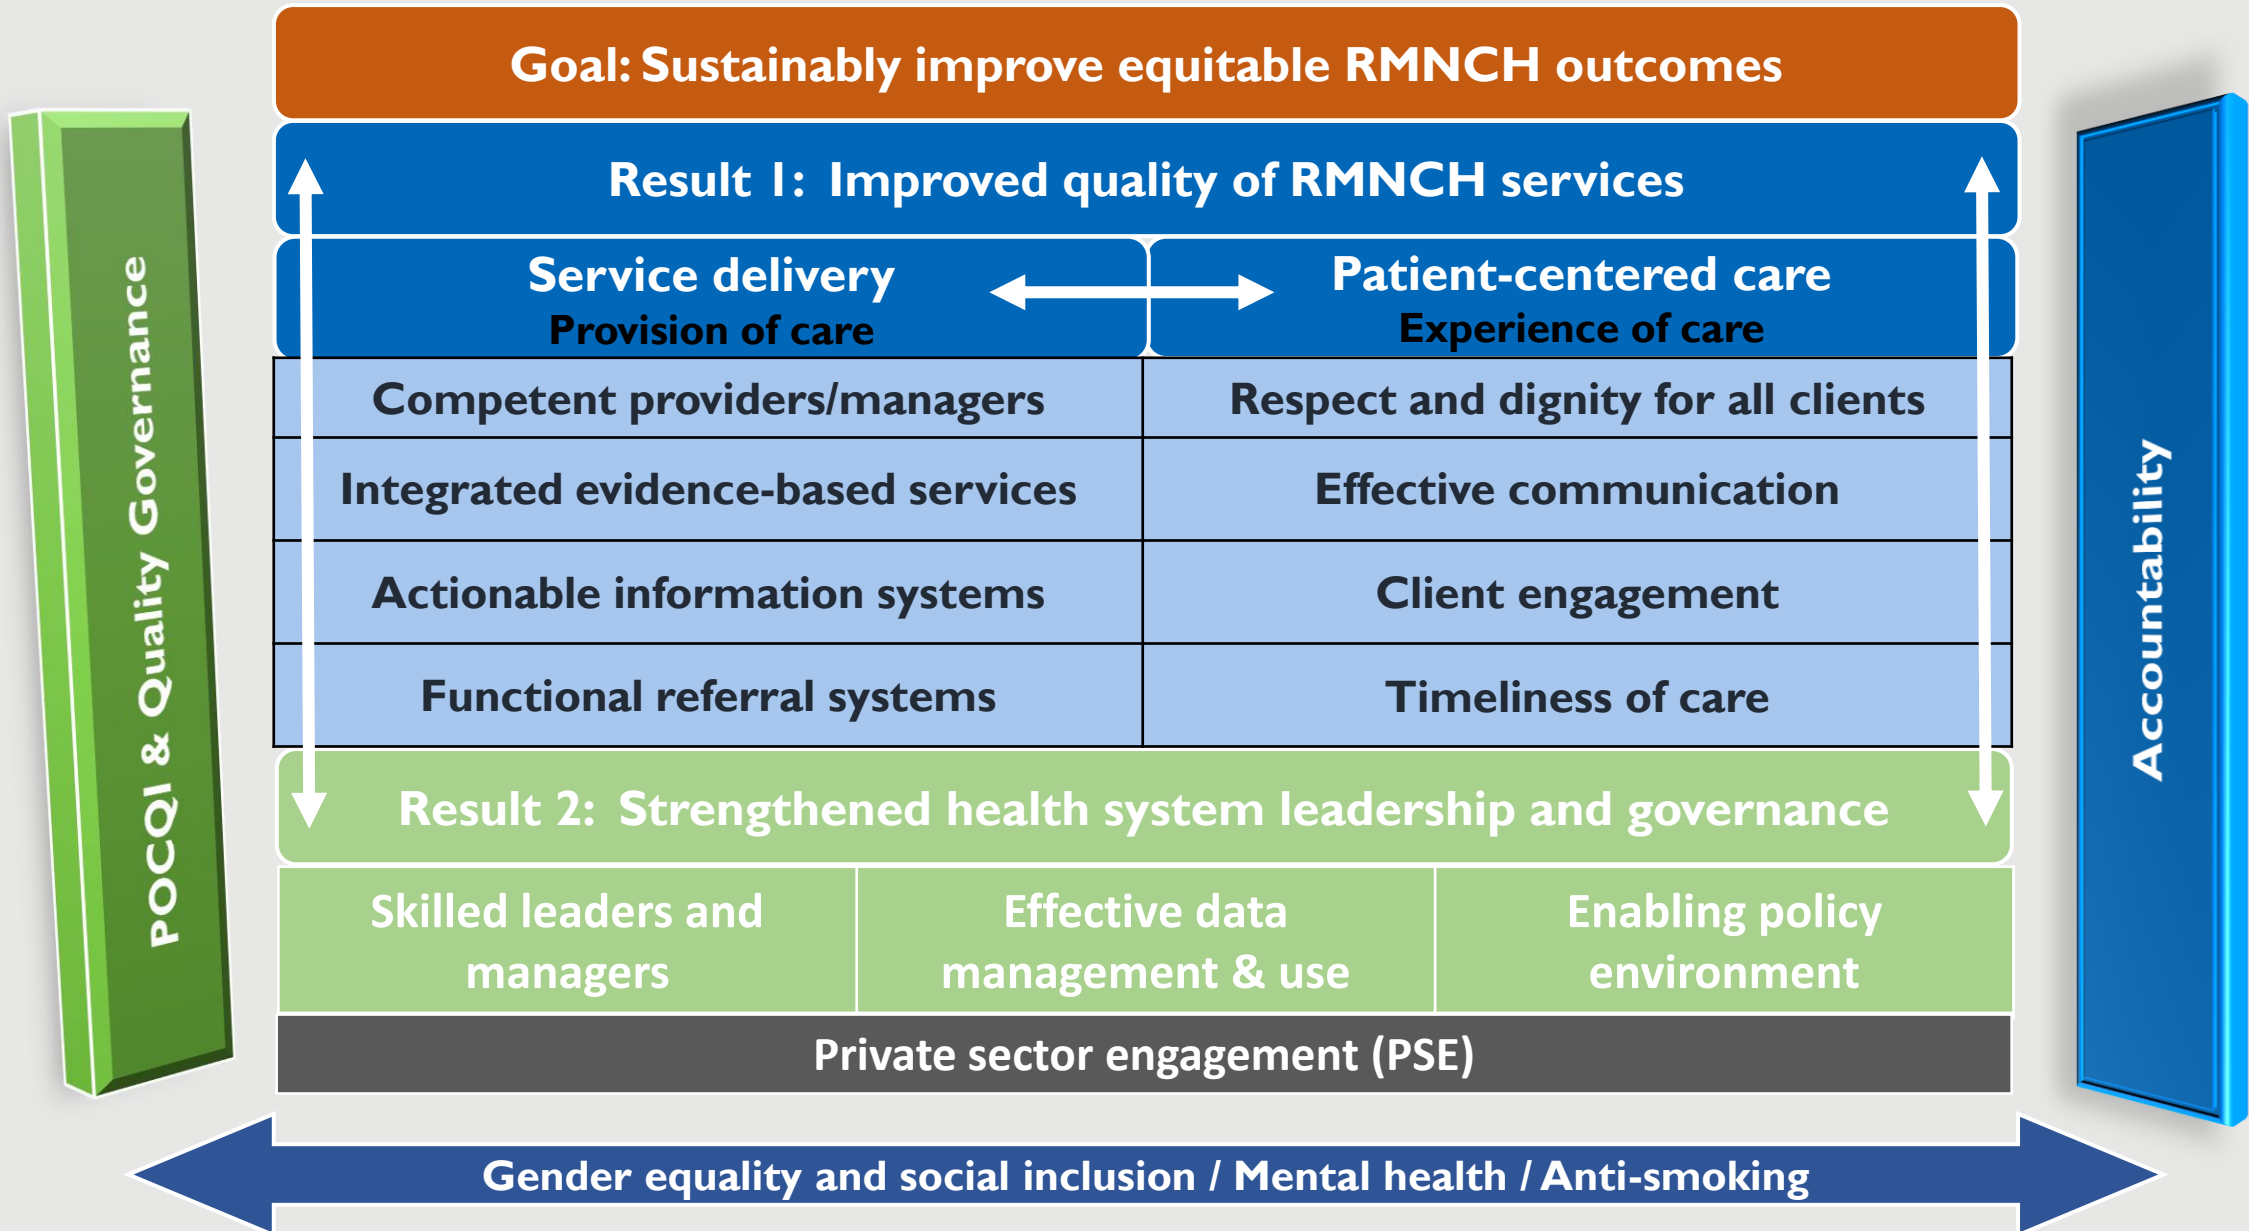 Goal: Sustainably improve equitable RMNCH outcomes
Result 1: Improved quality of RMNCH services
Service delivery
Provision of care
Patient-centered care
Experience of care
Competent providers/managers
Respect and dignity for all clients
Integrated evidence-based services
Effective communication
Actionable information systems
Client engagement
Functional referral systems
Timeliness of care
Result 2: Strengthened health system leadership and governance
Skilled leaders and
managers
Effective data
management & use
Enabling policy
environment
Private sector engagement (PSE)
Gender equality and social inclusion / Mental health / Anti-smoking
POCQI & Quality Governance
Accountability